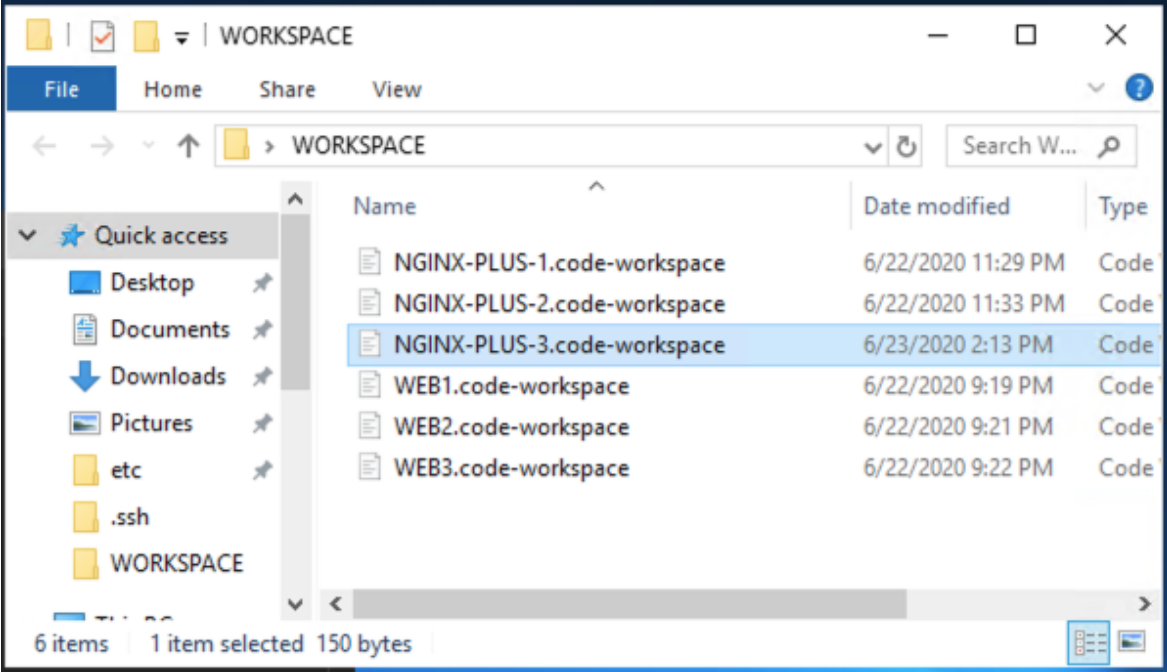 WORKSPACE
File Home Share View
WORKSPACE Search W...
Name Date modified Type
Quick access
Desktop
Documents
Downloads
Pictures
etc
.ssh
WORKSPACE
NGINX-PLUS-1.code-workspace 6/22/2020 11:29 PM Code
NGINX-PLUS-2.code-workspace 6/22/2020 11:33 PM Code
NGINX-PLUS-3.code-workspace 6/23/2020 2:13 PM Code
WEB1.code-workspace 6/22/2020 9:19 PM Code
WEB2.code-workspace 6/22/2020 9:21 PM Code
WEB3.code-workspace 6/22/2020 9:22 PM Code
6 items 1 item selected 150 bytes